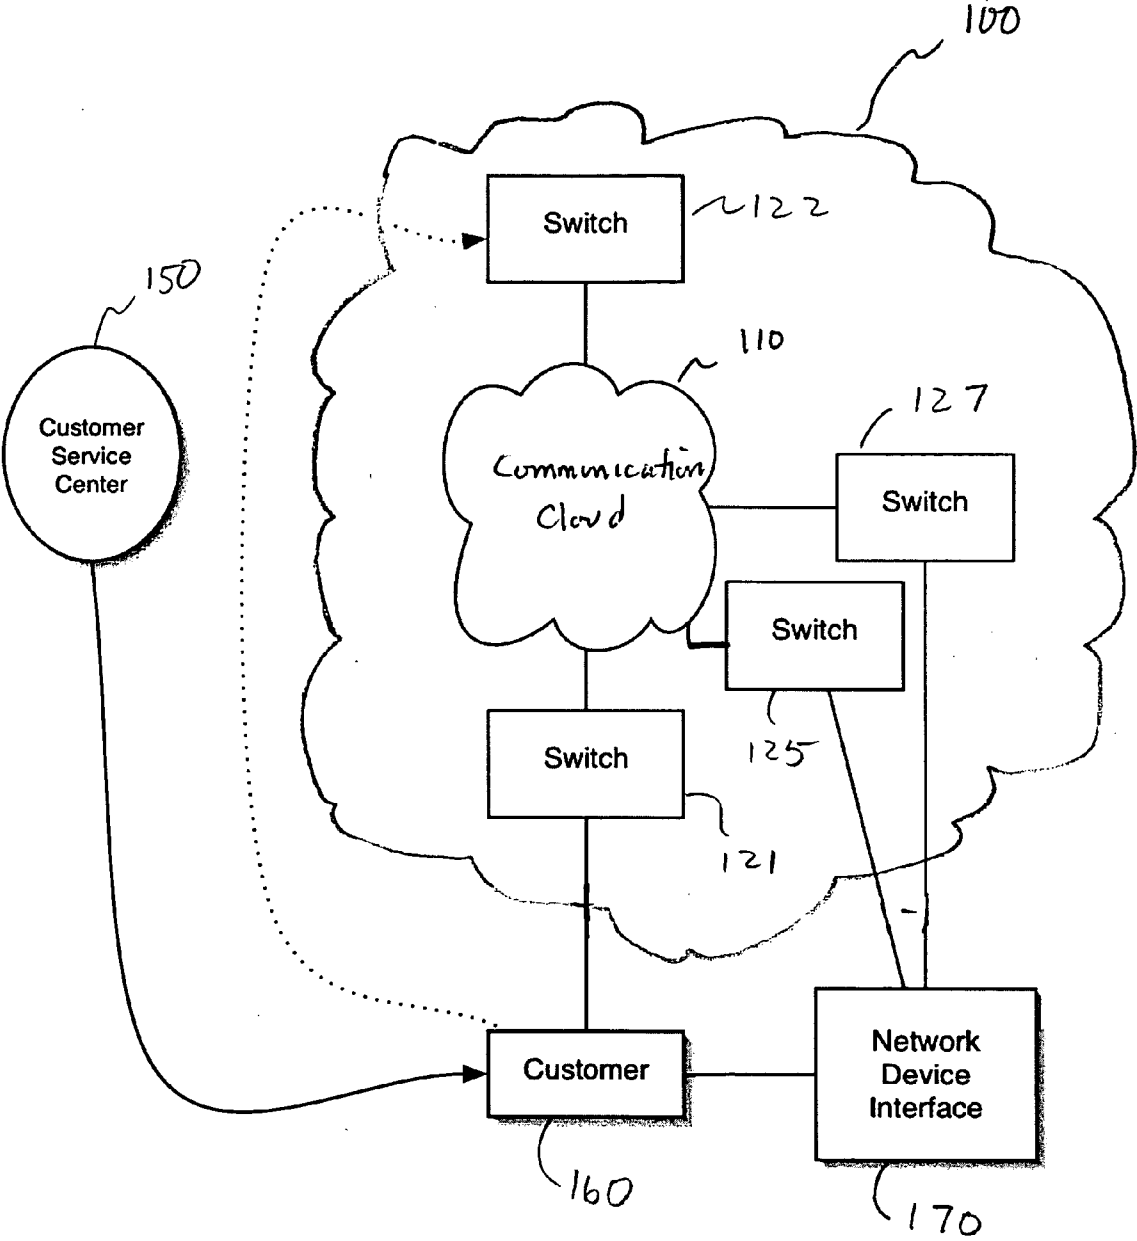 100
Switch
122
150
110
127
Customer
Service
Center
Communication
Cloud
Switch
Switch
125
Switch
121
Network
Device
Interface
Customer
160
170